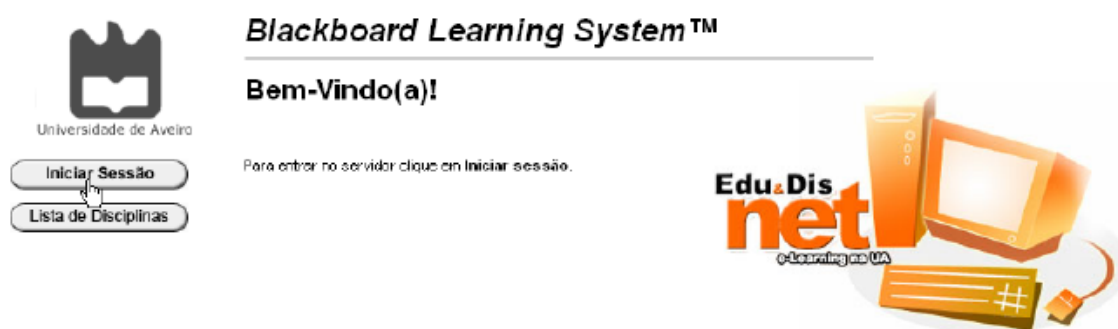 Blackboard Learning System™
Bem-Vindo(a)!
Universidade de Aveiro
Iniciar Sessão
Lista de Disciplinas
Para entrar no servidor clique em Iniciar sessão.
Edu&Dis
net
e-Learning na UA